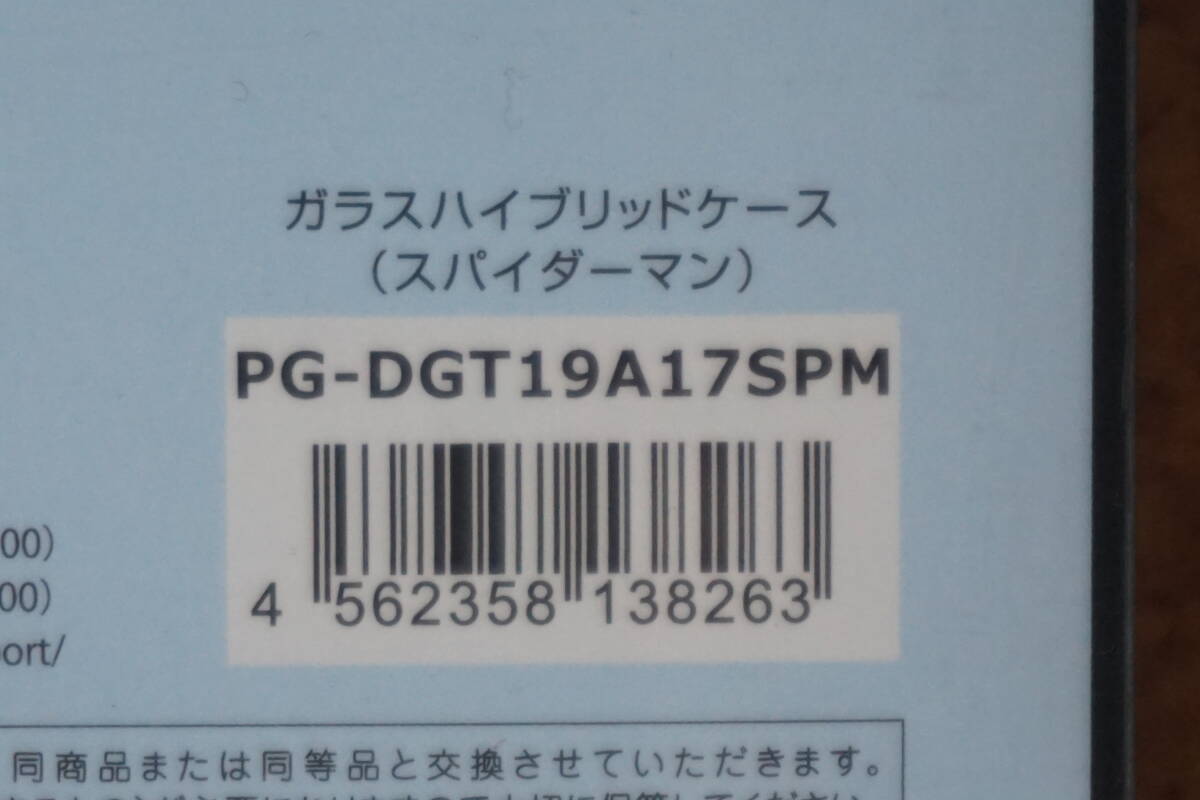 ガラスハイブリッドケース
（スパイダーマン）
PG-DGT19A17SPM
4 562358 138263
00）
00）
ort/
同商品または同等品と交換させていただきます。